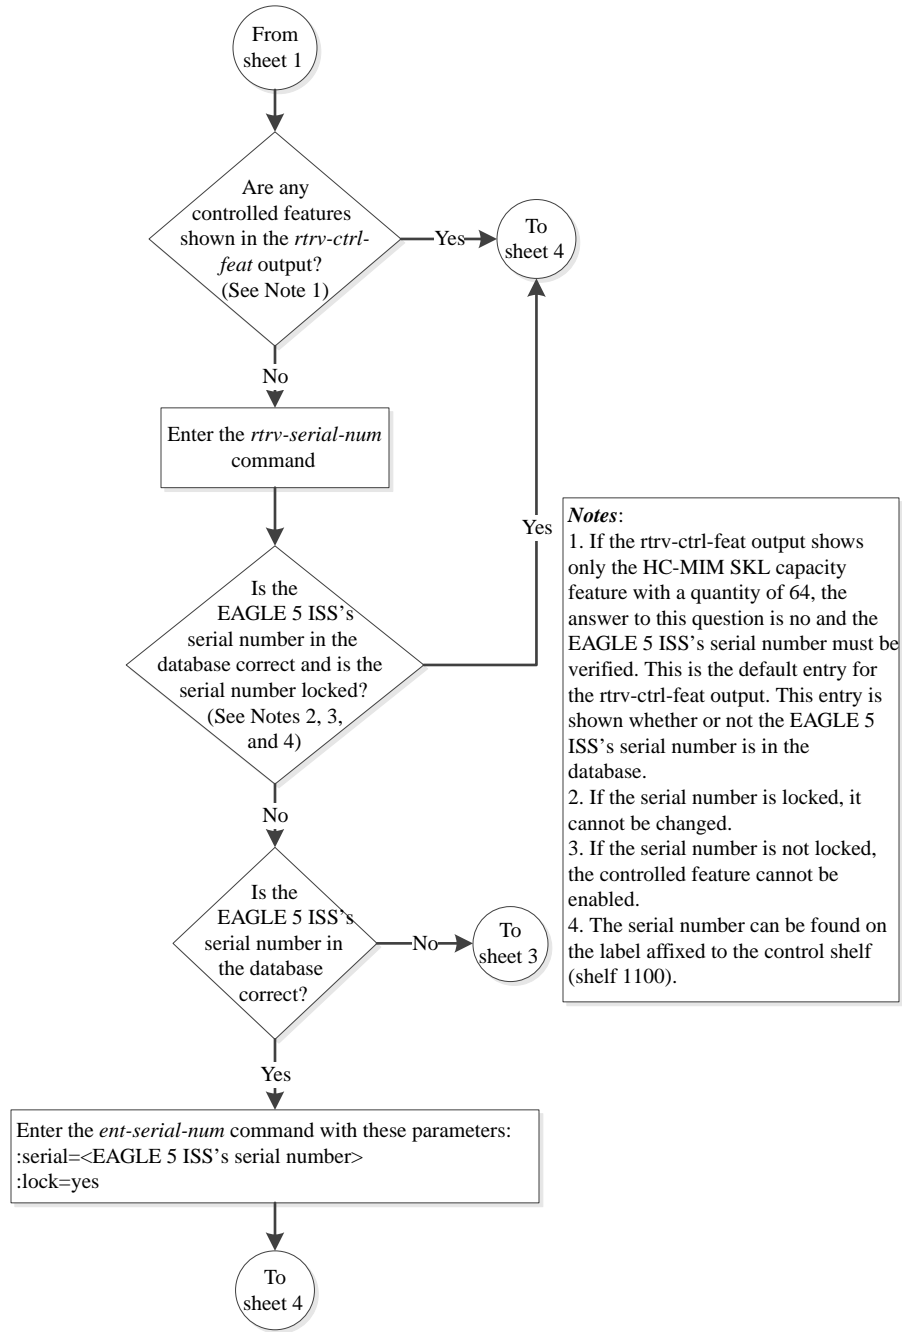 From
sheet 1
Are any
controlled features
shown in the rtrv-ctrl-
feat output?
(See Note 1)
Yes
To
sheet 4
No
Enter the rtrv-serial-num
command
Is the
EAGLE 5 ISS's
serial number in the
database correct and is the
serial number locked?
(See Notes 2, 3,
and 4)
Yes
No
Is the
EAGLE 5 ISS's
serial number in
the database
correct?
No
To
sheet 3
Yes
Enter the ent-serial-num command with these parameters:
:serial=<EAGLE 5 ISS's serial number>
:lock=yes
To
sheet 4
Notes:
1. If the rtrv-ctrl-feat output shows
only the HC-MIM SKL capacity
feature with a quantity of 64, the
answer to this question is no and the
EAGLE 5 ISS's serial number must be
verified. This is the default entry for
the rtrv-ctrl-feat output. This entry is
shown whether or not the EAGLE 5
ISS's serial number is in the
database.
2. If the serial number is locked, it
cannot be changed.
3. If the serial number is not locked,
the controlled feature cannot be
enabled.
4. The serial number can be found on
the label affixed to the control shelf
(shelf 1100).